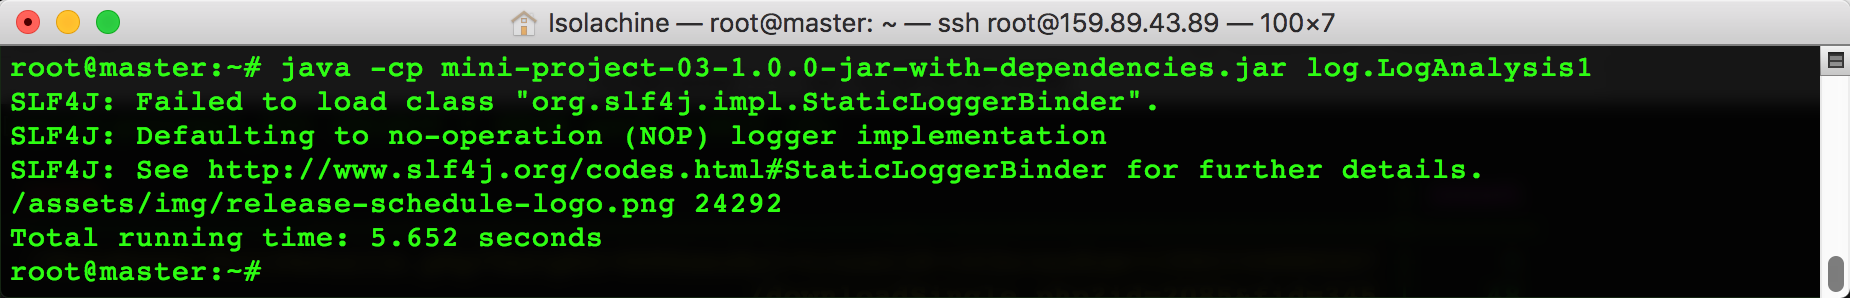 Isolachine — root@master: ~ — ssh root@159.89.43.89 — 100×7
root@master:~# java -cp mini-project-03-1.0.0-jar-with-dependencies.jar log.LogAnalysis1
SLF4J: Failed to load class "org.slf4j.impl.StaticLoggerBinder".
SLF4J: Defaulting to no-operation (NOP) logger implementation
SLF4J: See http://www.slf4j.org/codes.html#StaticLoggerBinder for further details.
/assets/img/release-schedule-logo.png 24292
Total running time: 5.652 seconds
root@master:~#